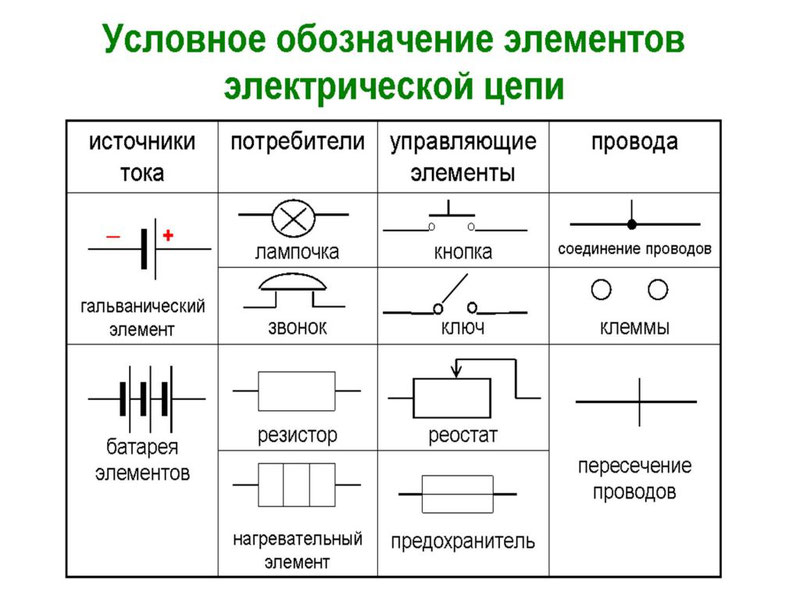 Условное обозначение элементов
электрической цепи
источники
тока
потребители
управляющие
элементы
провода
– +
гальванический
элемент
лампочка
кнопка
соединение проводов
звонок
ключ
клеммы
батарея
элементов
резистор
реостат
пересечение
проводов
нагревательный
элемент
предохранитель